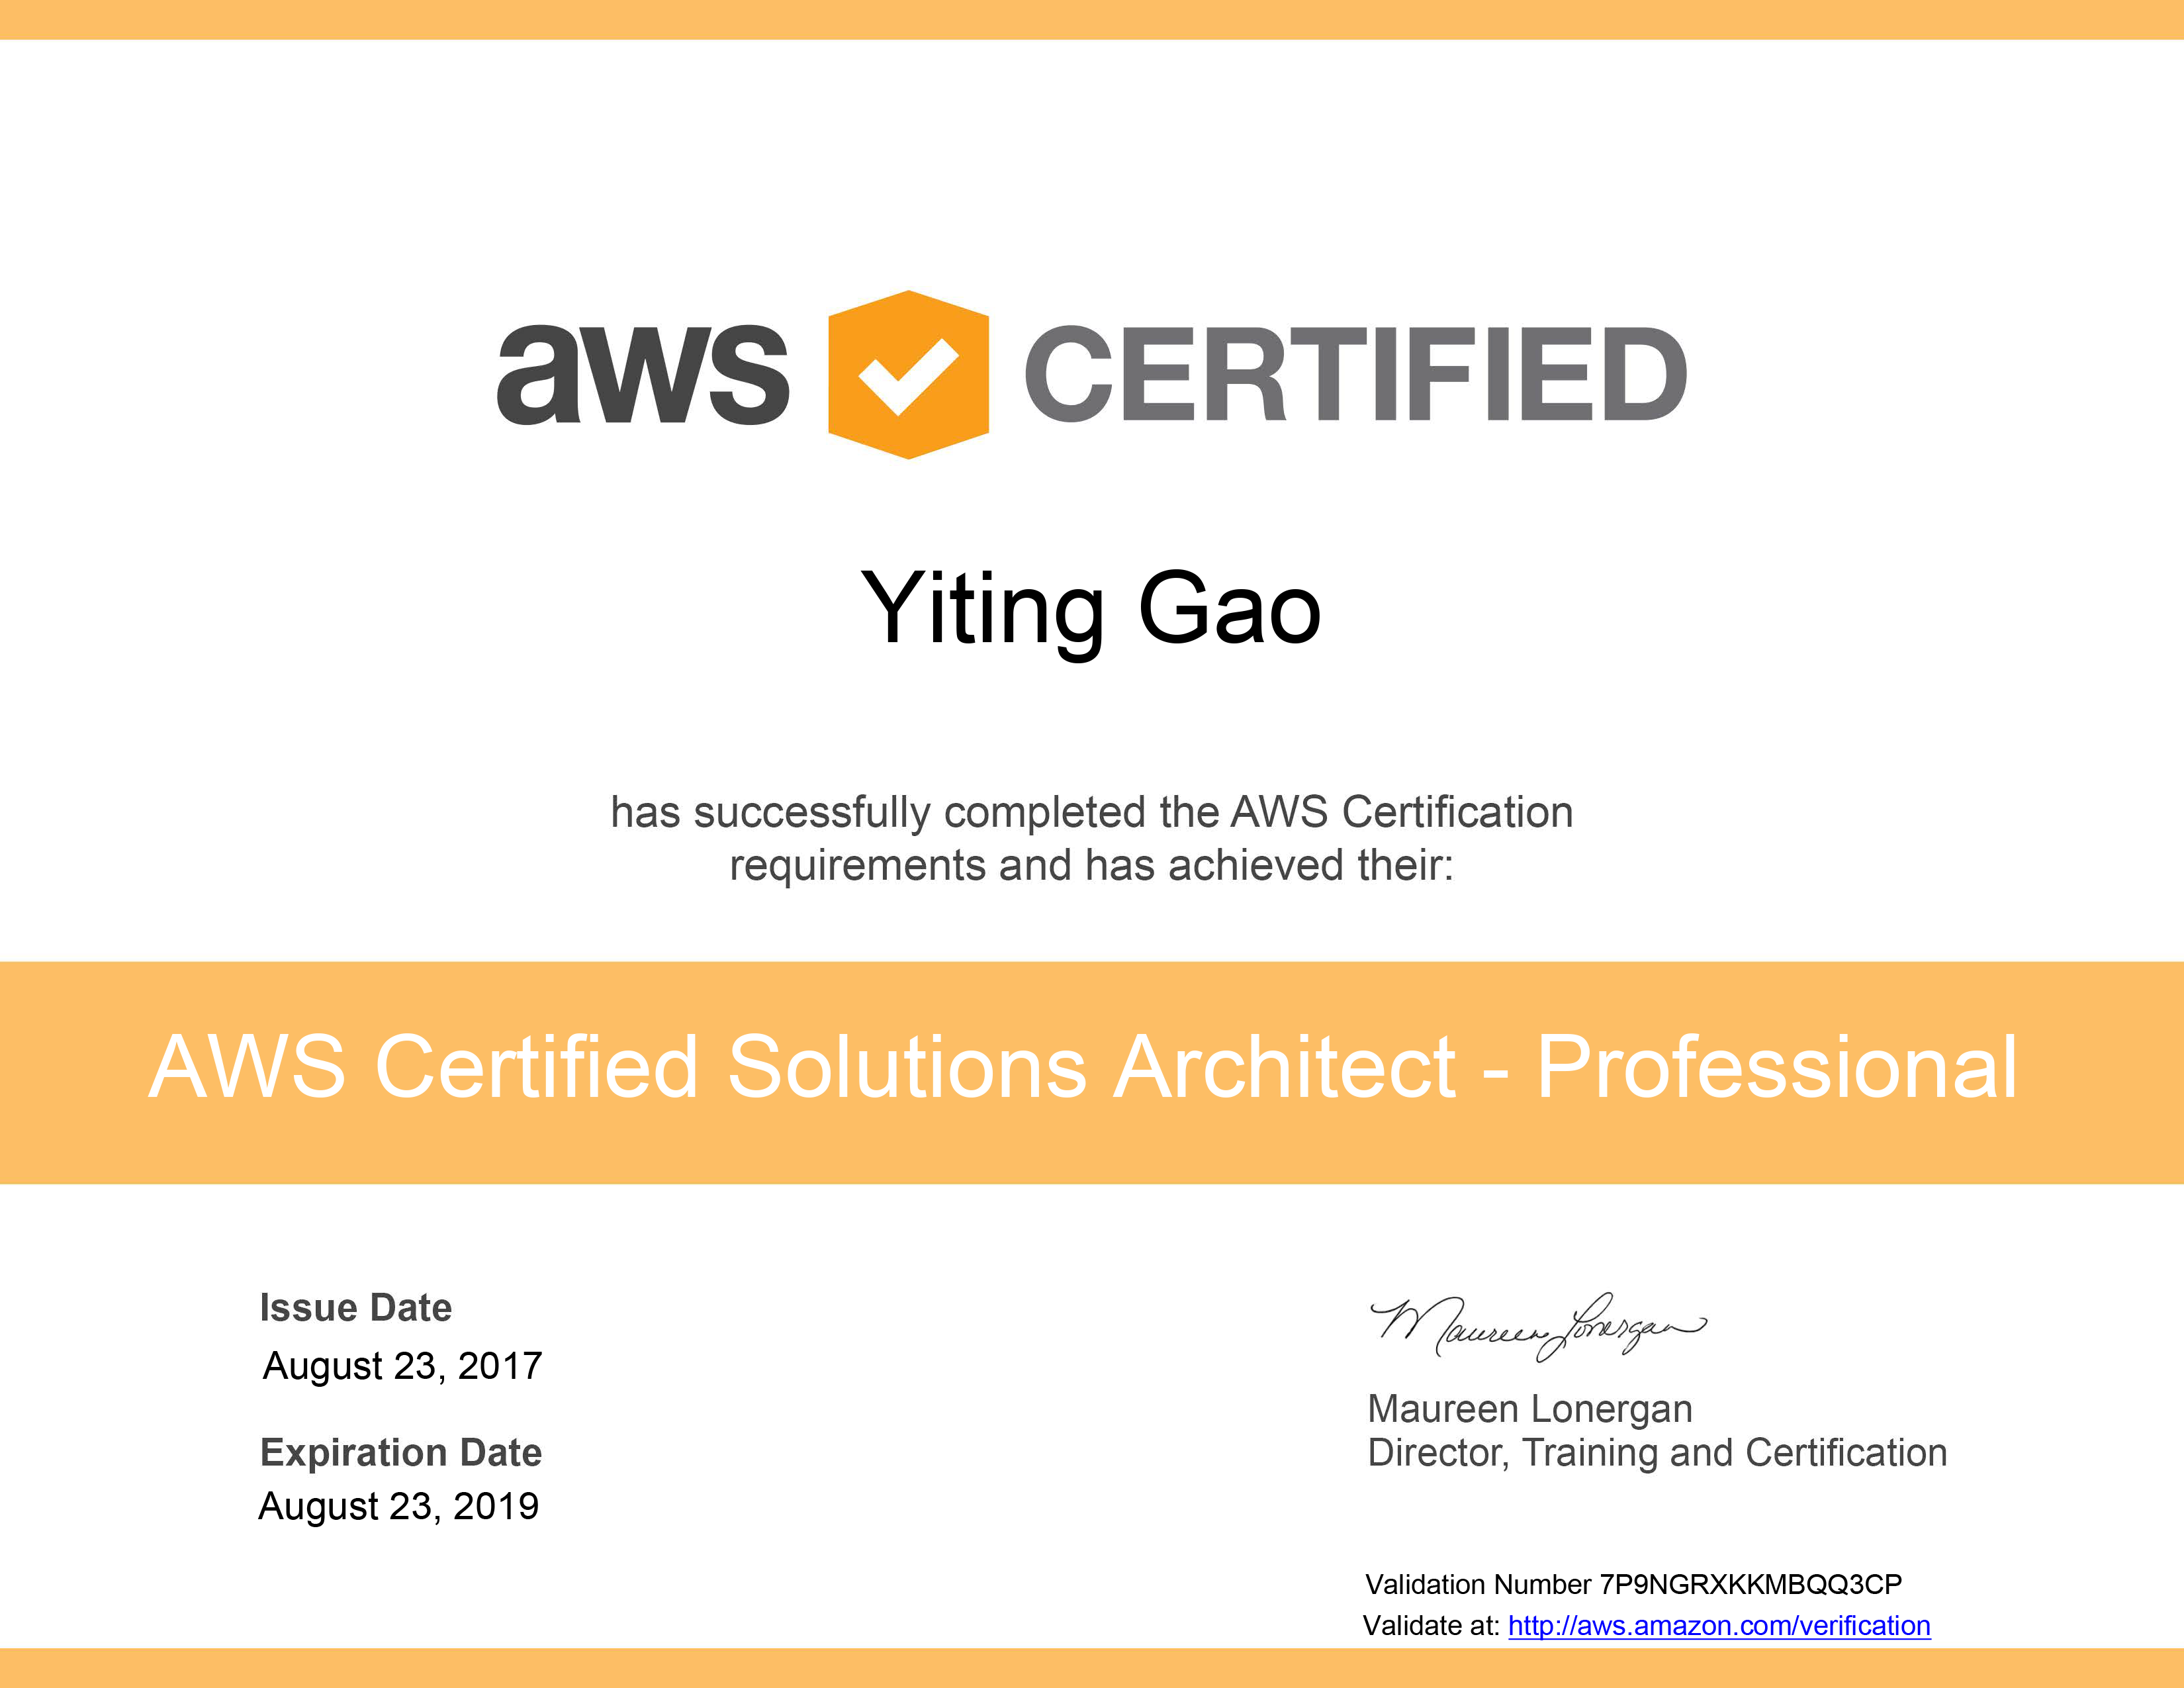 aws CERTIFIED
Yiting Gao
has successfully completed the AWS Certification
requirements and has achieved their:
AWS Certified Solutions Architect - Professional
Issue Date
August 23, 2017
Expiration Date
August 23, 2019
Maureen Lonergan
Maureen Lonergan
Director, Training and Certification
Validation Number 7P9NGRXKKMBQQ3CP
Validate at: http://aws.amazon.com/verification